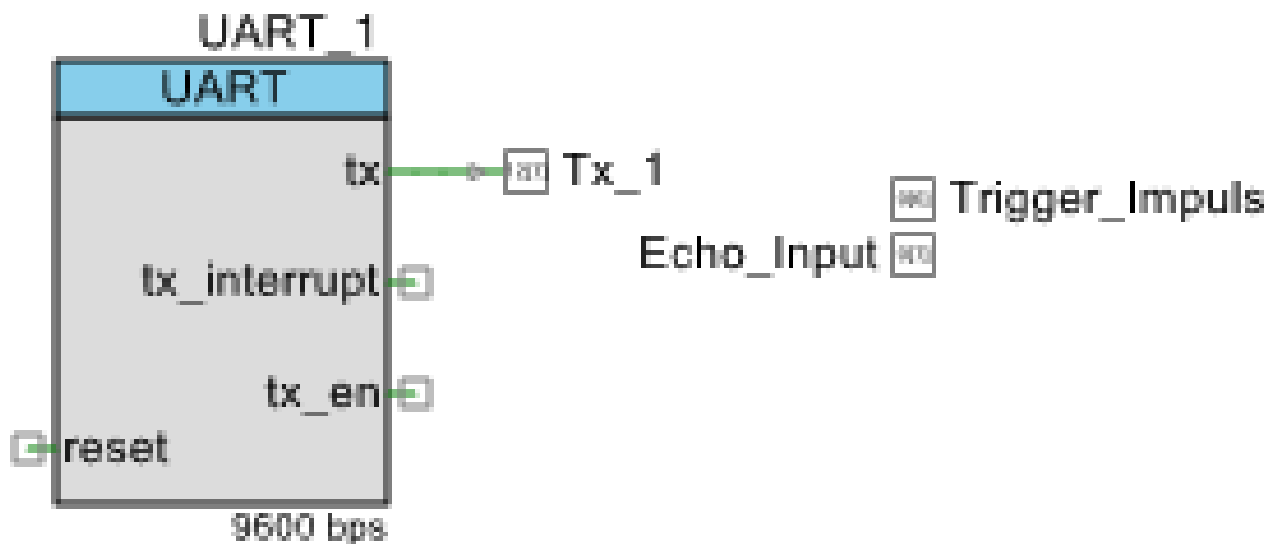 UART_1
UART
tx
Tx_1
Trigger_Impuls
Echo_Input
tx_interrupt
tx_en
reset
9600 bps